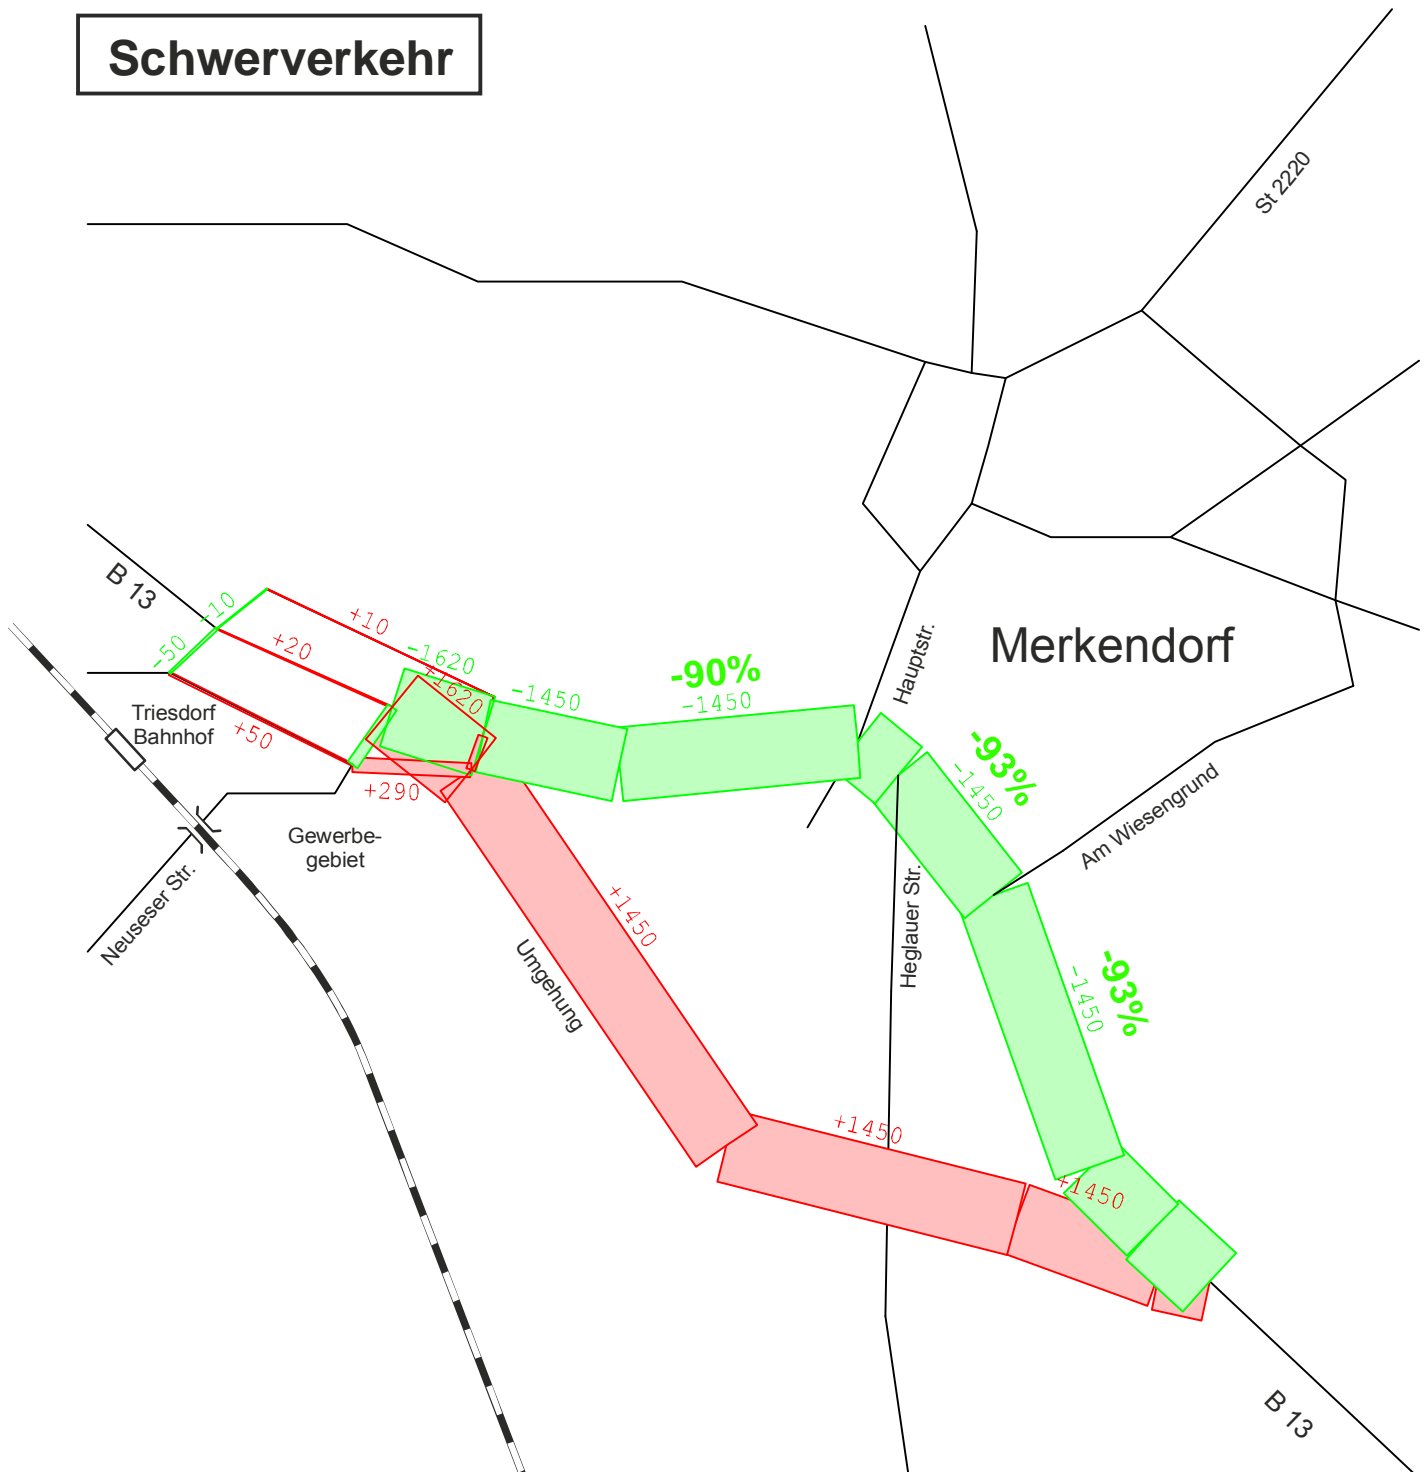 Schwerverkehr
St 2220
B 13
-10
-50
+10
+20
+50
-1620
+1620
-1450
-90%
-1450
Hauptstr.
Merkendorf
Triesdorf
Bahnhof
+290
Gewerbe-
gebiet
Neuseser Str.
-93%
-1450
Am Wiesengrund
Heglauer Str.
+1450
Umgehung
-93%
-1450
+1450
+1450
B 13